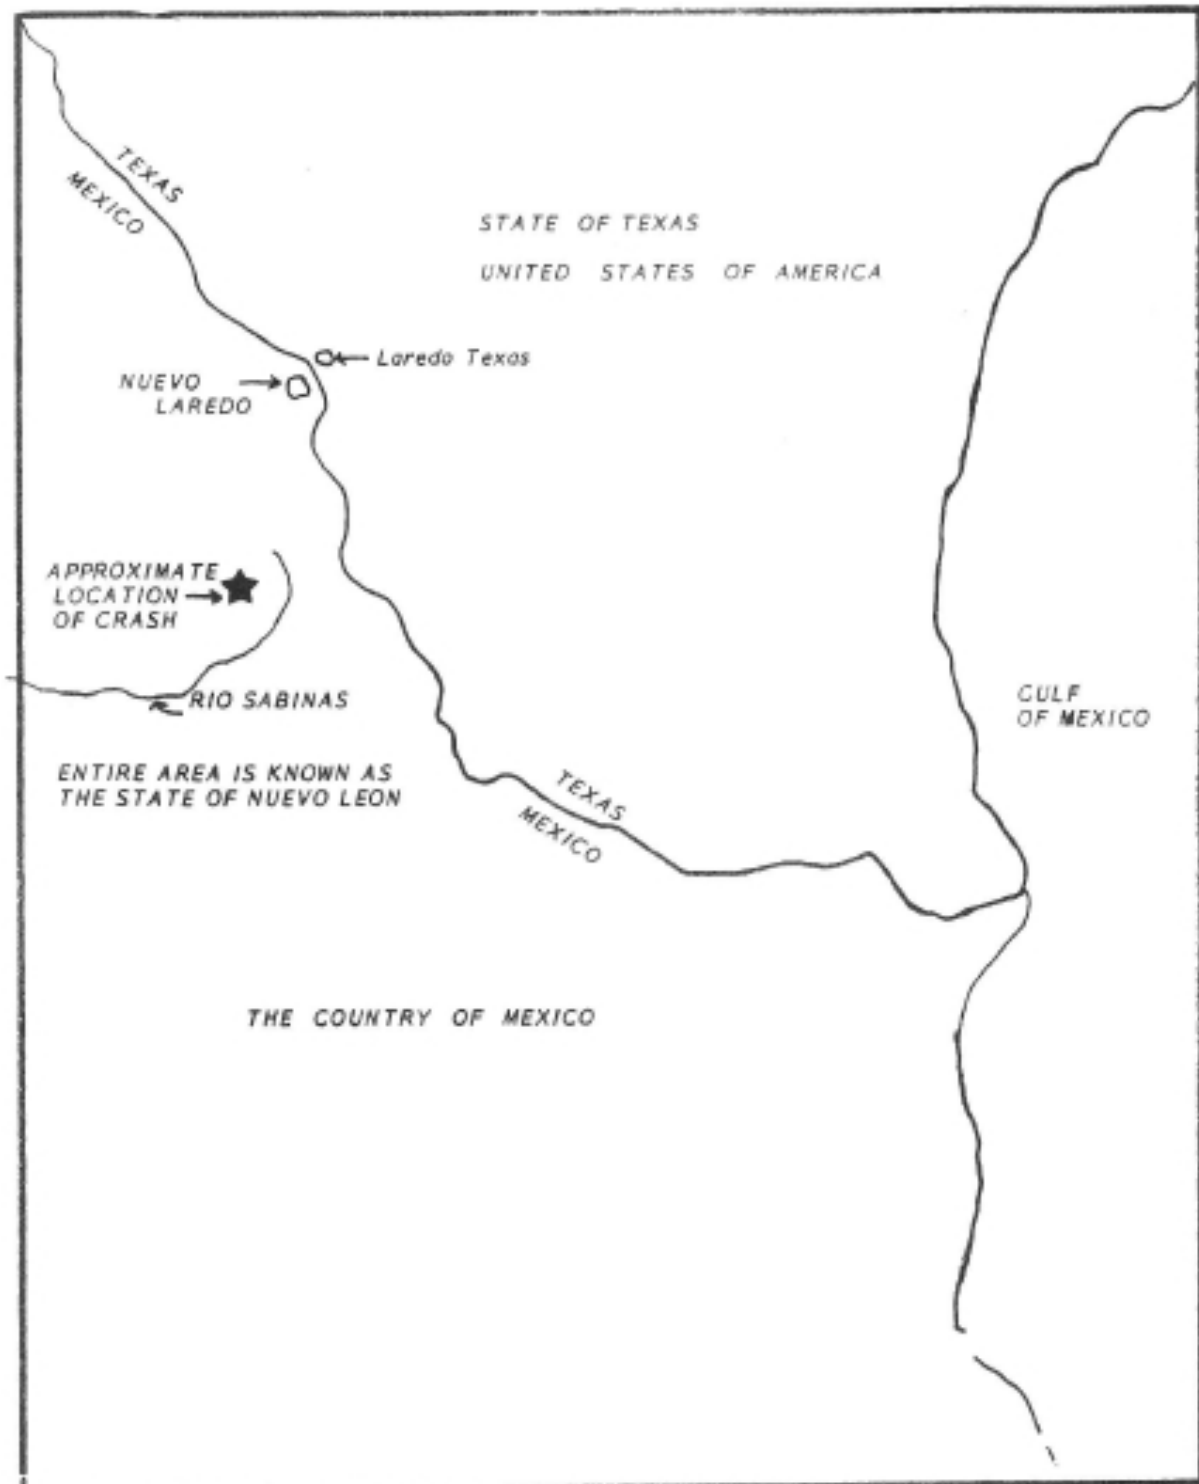 TEXAS
MEXICO
STATE OF TEXAS
UNITED STATES OF AMERICA
Laredo Texas
NUEVO
LAREDO
APPROXIMATE
LOCATION
OF CRASH
RIO SABINAS
GULF
OF MEXICO
ENTIRE AREA IS KNOWN AS
THE STATE OF NUEVO LEON
TEXAS
MEXICO
THE COUNTRY OF MEXICO